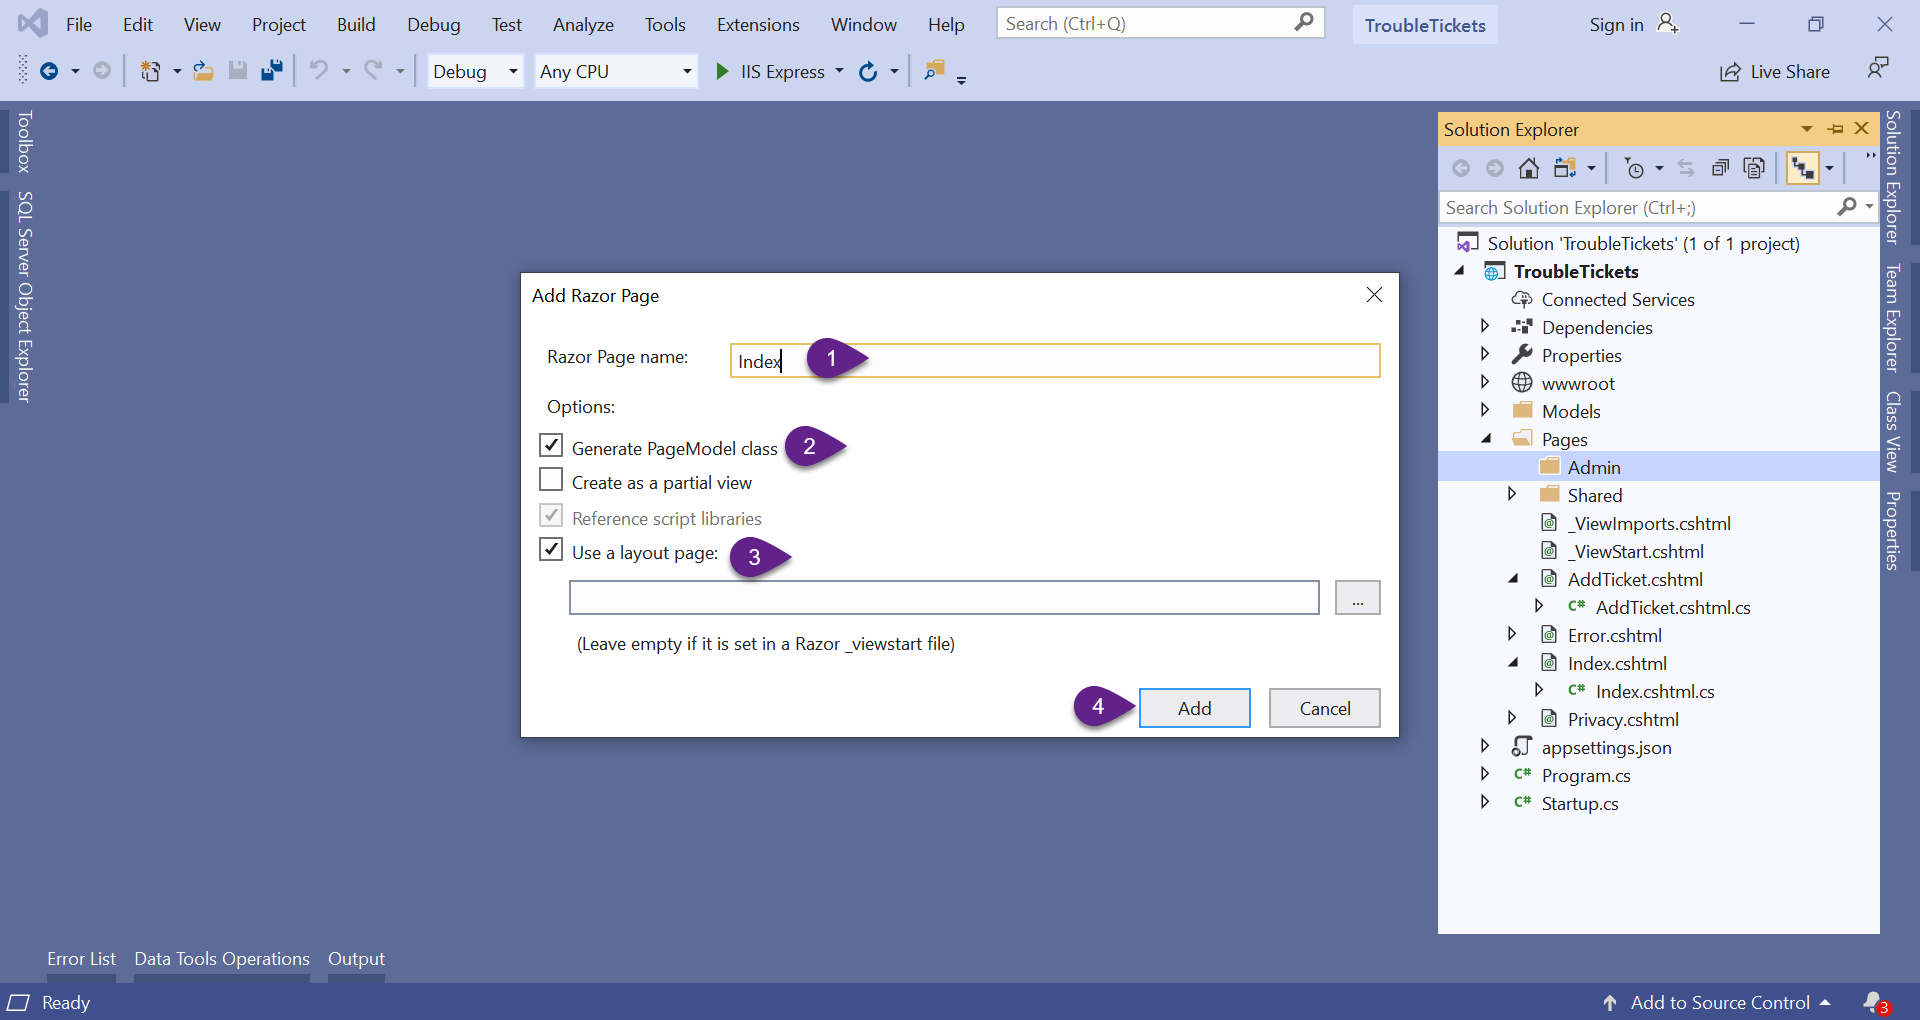 File Edit View Project Build Debug Test Analyze Tools Extensions Window Help Search (Ctrl+Q) TroubleTickets Sign in
Debug Any CPU IIS Express Live Share
Toolbox
SQL Server Object Explorer
Add Razor Page
Razor Page name: Index 1
Options:
Generate PageModel class 2
Create as a partial view
Reference script libraries
Use a layout page: 3
...
(Leave empty if it is set in a Razor _viewstart file)
4 Add Cancel
Solution Explorer
Search Solution Explorer (Ctrl+;)
Solution 'TroubleTickets' (1 of 1 project)
TroubleTickets
Connected Services
Dependencies
Properties
wwwroot
Models
Pages
Admin
Shared
_ViewImports.cshtml
_ViewStart.cshtml
AddTicket.cshtml
C# AddTicket.cshtml.cs
Error.cshtml
Index.cshtml
C# Index.cshtml.cs
Privacy.cshtml
appsettings.json
C# Program.cs
C# Startup.cs
Solution Explorer
Team Explorer
Class View
Properties
Error List Data Tools Operations Output
Ready Add to Source Control 3